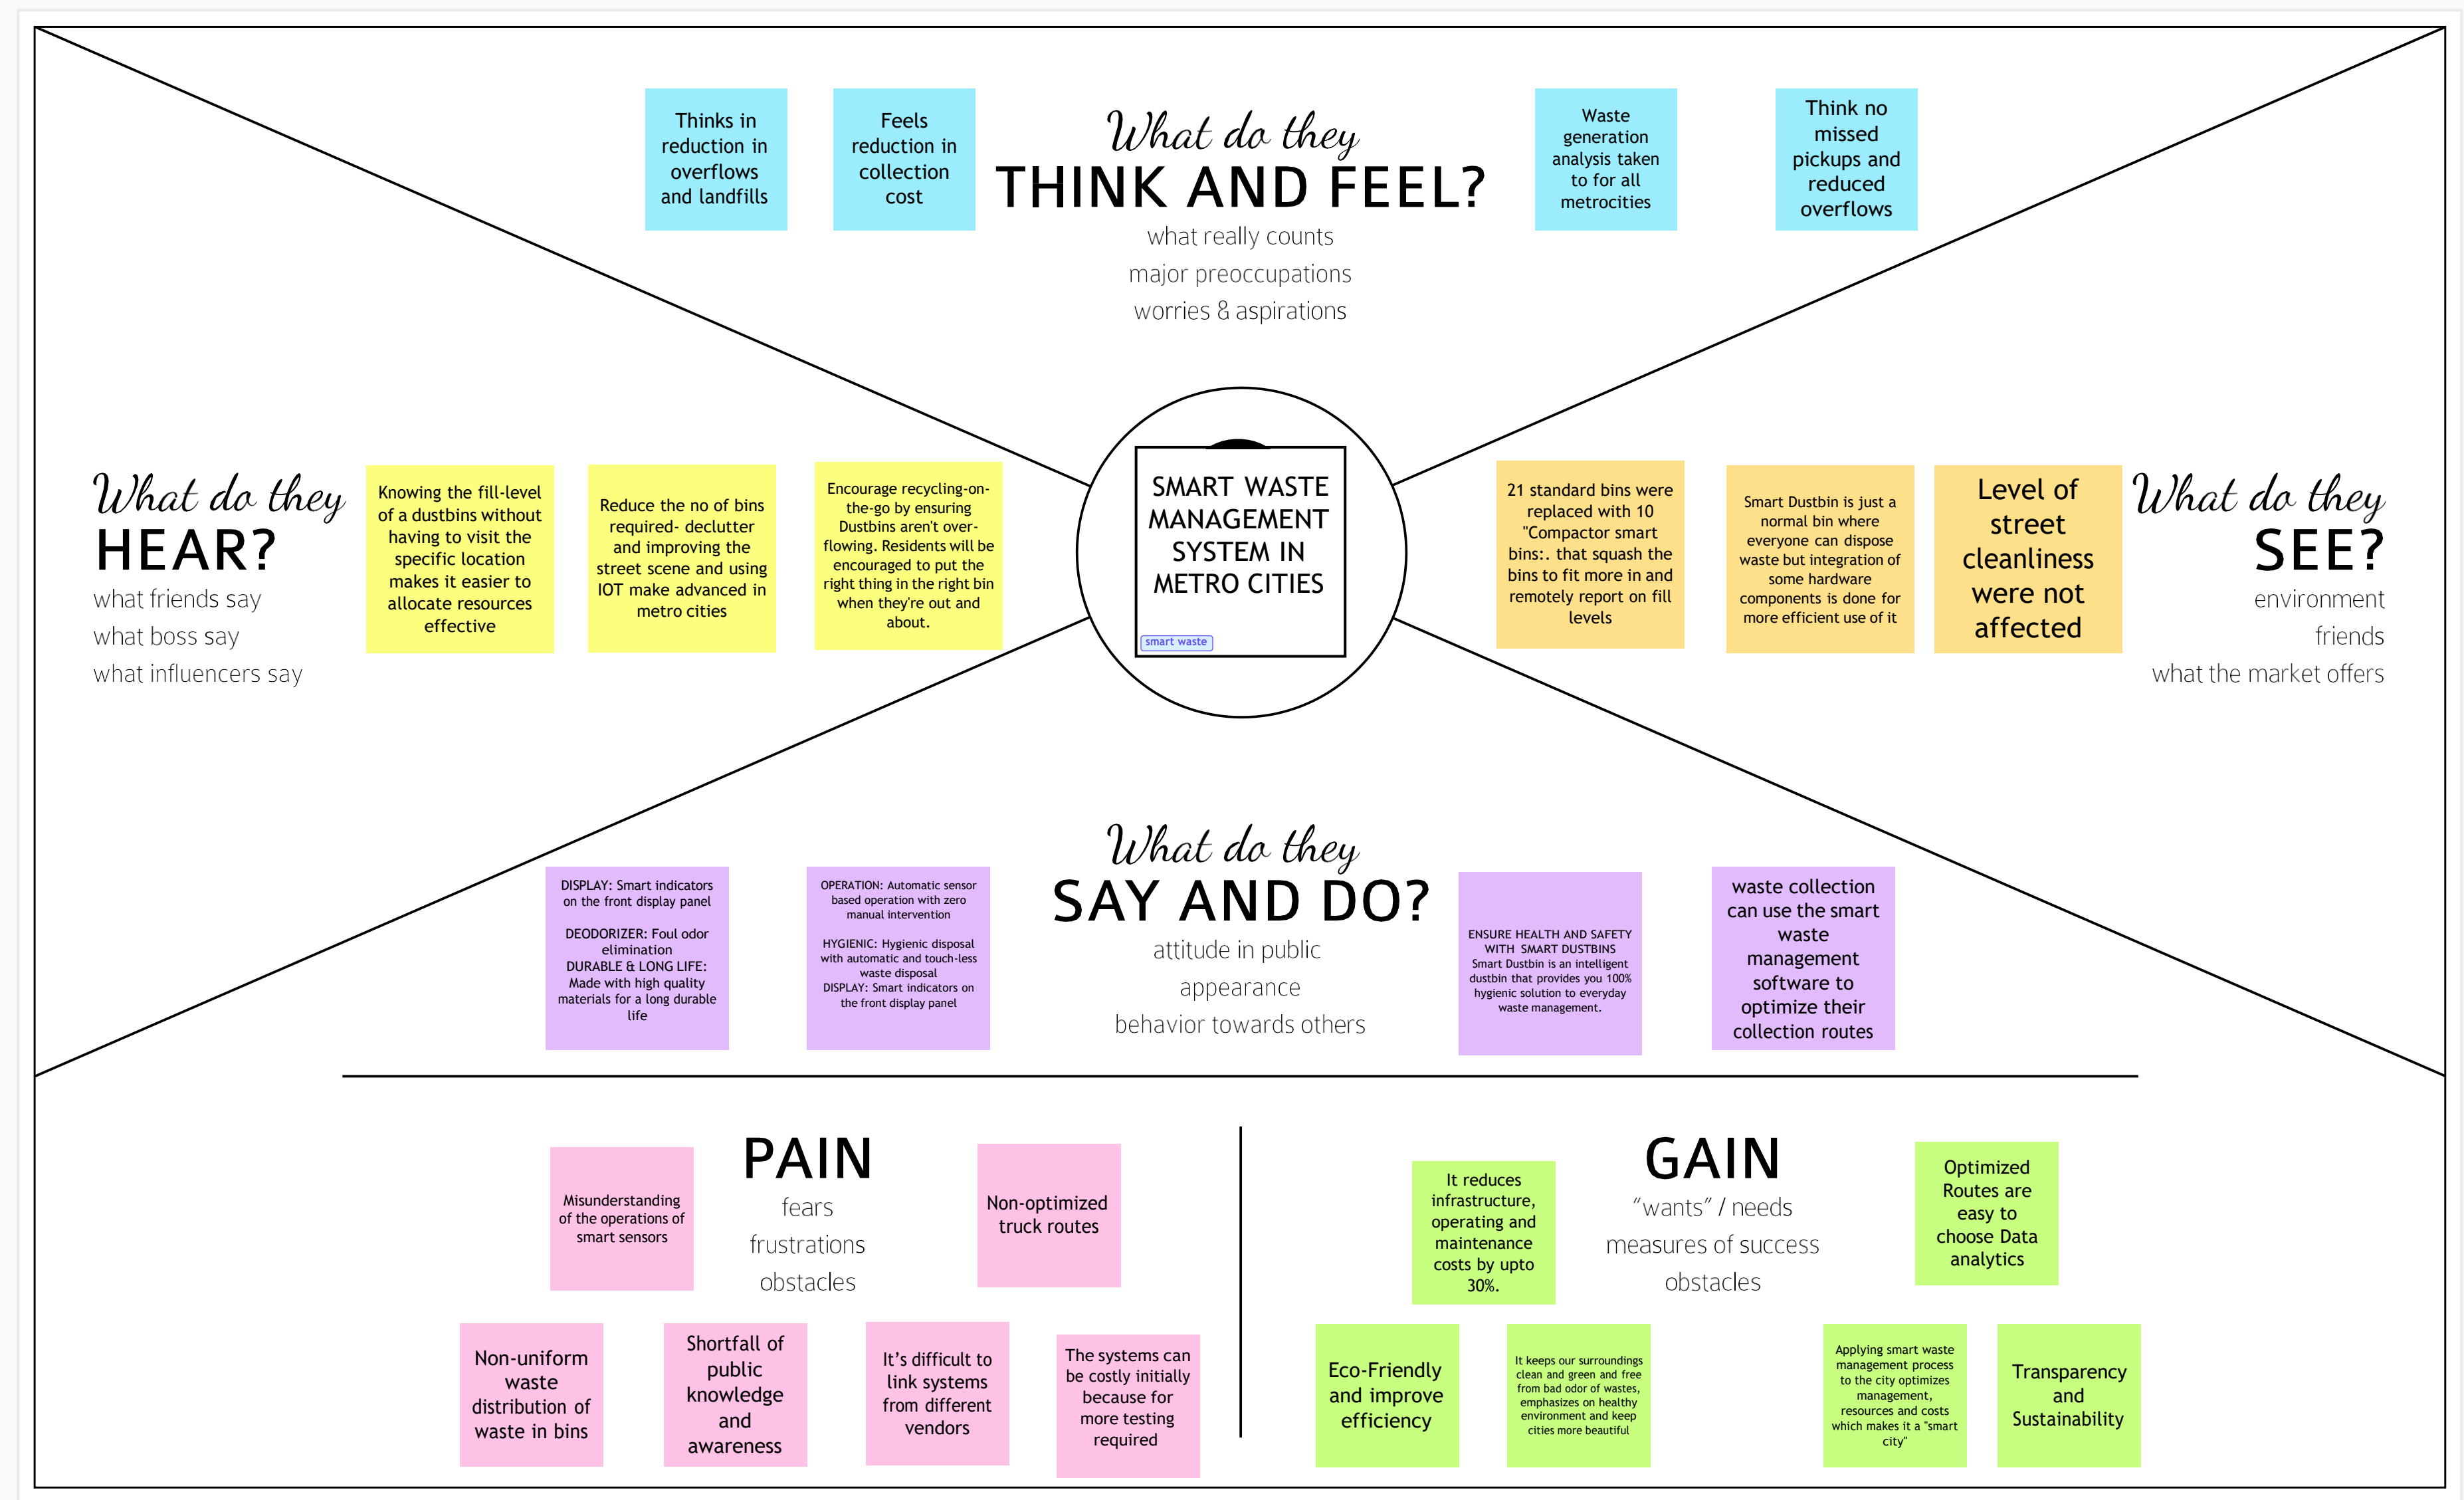 Thinks in
reduction in
overflows
and landfills
Feels
reduction in
collection
cost
What do they
THINK AND FEEL?
what really counts
major preoccupations
worries & aspirations
Waste
generation
analysis taken
to for all
metrocities
Think no
missed
pickups and
reduced
overflows
What do they
HEAR?
what friends say
what boss say
what influencers say
Knowing the fill-level
of a dustbins without
having to visit the
specific location
makes it easier to
allocate resources
effective
Reduce the no of bins
required- declutter
and improving the
street scene and using
IOT make advanced in
metro cities
Encourage recycling-on-
the-go by ensuring
Dustbins aren't over-
flowing. Residents will be
encouraged to put the
right thing in the right bin
when they're out and
about.
SMART WASTE
MANAGEMENT
SYSTEM IN
METRO CITIES
smart waste
21 standard bins were
replaced with 10
"Compactor smart
bins:. that squash the
bins to fit more in and
remotely report on fill
levels
Smart Dustbin is just a
normal bin where
everyone can dispose
waste but integration of
some hardware
components is done for
more efficient use of it
Level of
street
cleanliness
were not
affected
What do they
SEE?
environment
friends
what the market offers
DISPLAY: Smart indicators
on the front display panel
DEODORIZER: Foul odor
elimination
DURABLE & LONG LIFE:
Made with high quality
materials for a long durable
life
OPERATION: Automatic sensor
based operation with zero
manual intervention
HYGIENIC: Hygienic disposal
with automatic and touch-less
waste disposal
DISPLAY: Smart indicators on
the front display panel
What do they
SAY AND DO?
attitude in public
appearance
behavior towards others
ENSURE HEALTH AND SAFETY
WITH SMART DUSTBINS
Smart Dustbin is an intelligent
dustbin that provides you 100%
hygienic solution to everyday
waste management.
waste collection
can use the smart
waste
management
software to
optimize their
collection routes
PAIN
fears
frustrations
obstacles
Misunderstanding
of the operations of
smart sensors
Non-optimized
truck routes
Non-uniform
waste
distribution of
waste in bins
Shortfall of
public
knowledge
and
awareness
It’s difficult to
link systems
from different
vendors
The systems can
be costly initially
because for
more testing
required
GAIN
“wants” / needs
measures of success
obstacles
It reduces
infrastructure,
operating and
maintenance
costs by upto
30%.
Optimized
Routes are
easy to
choose Data
analytics
Eco-Friendly
and improve
efficiency
It keeps our surroundings
clean and green and free
from bad odor of wastes,
emphasizes on healthy
environment and keep
cities more beautiful
Applying smart waste
management process
to the city optimizes
management,
resources and costs
which makes it a "smart
city"
Transparency
and
Sustainability